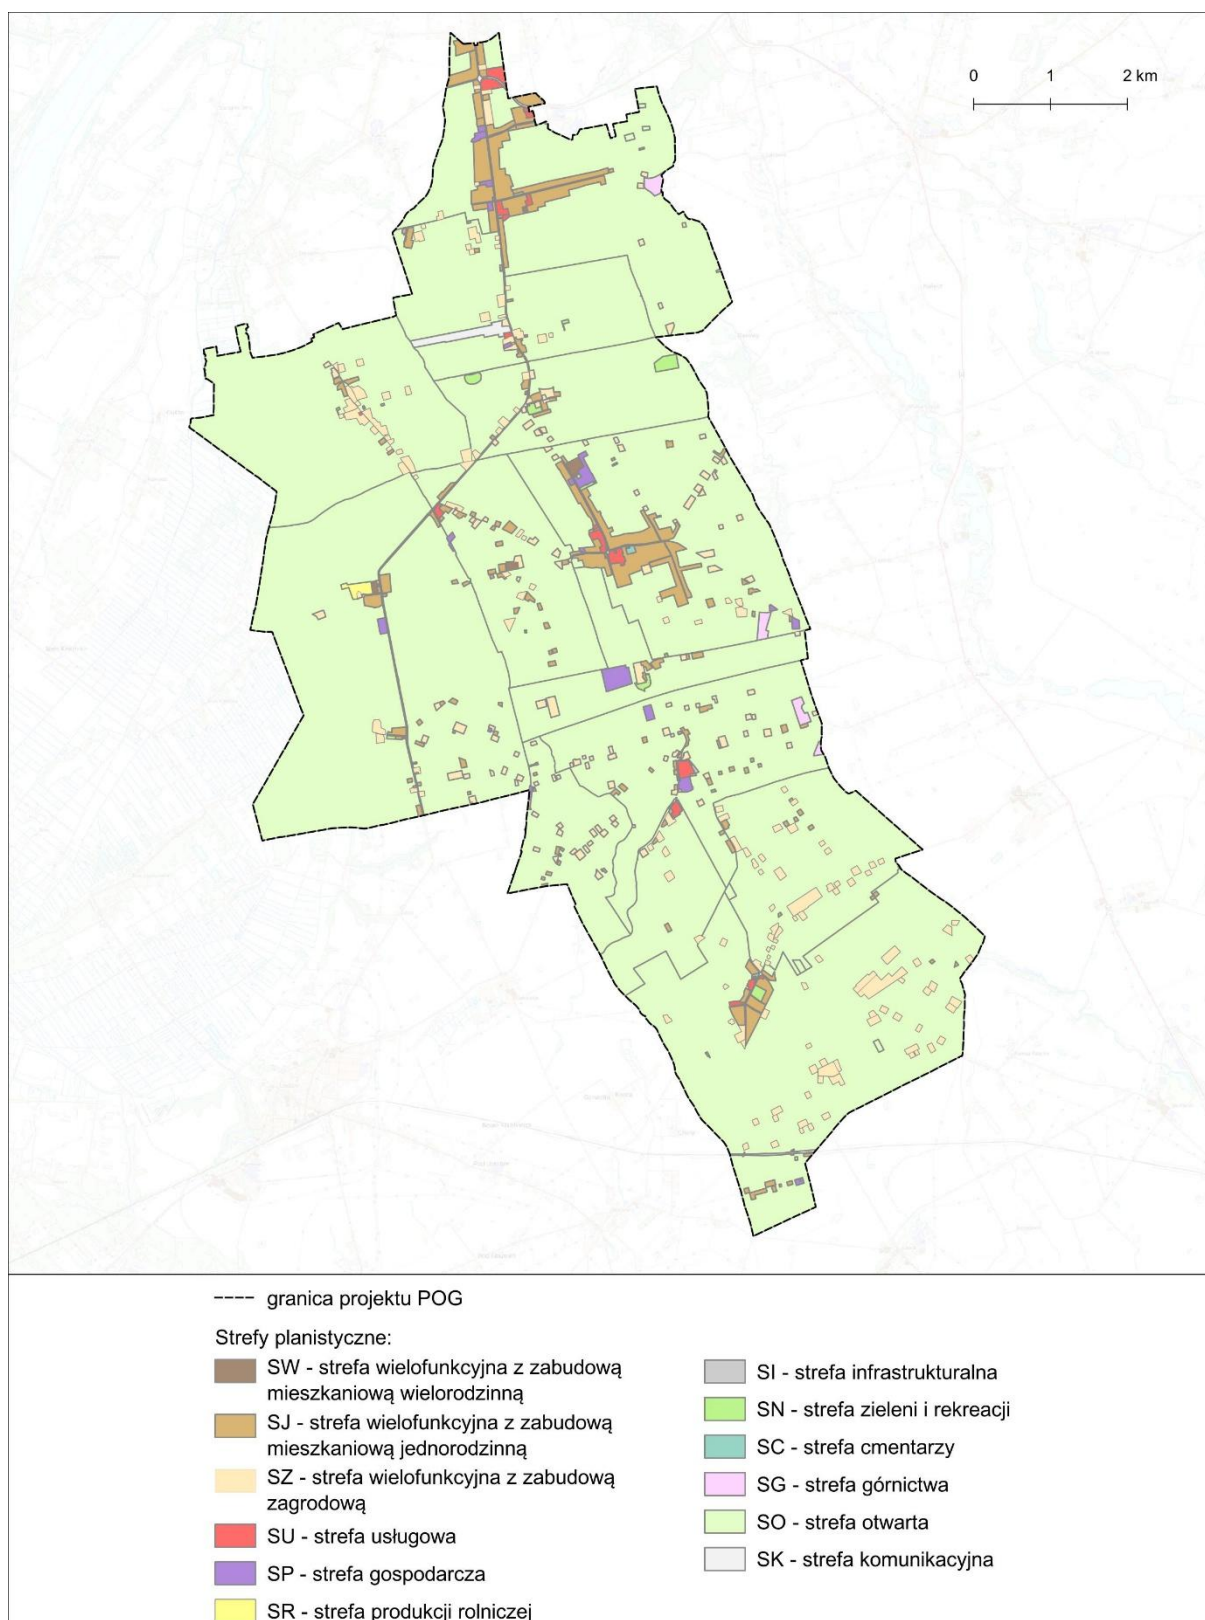 0 1 2 km
granica projektu POG
Strefy planistyczne:
SW - strefa wielofunkcyjna z zabudową
mieszkaniową wielorodzinną
SJ - strefa wielofunkcyjna z zabudową
mieszkaniową jednorodzinną
SZ - strefa wielofunkcyjna z zabudową
zagrodową
SU - strefa usługowa
SP - strefa gospodarcza
SR - strefa produkcji rolniczej
SI - strefa infrastrukturalna
SN - strefa zieleni i rekreacji
SC - strefa cmentarzy
SG - strefa górnictwa
SO - strefa otwarta
SK - strefa komunikacyjna